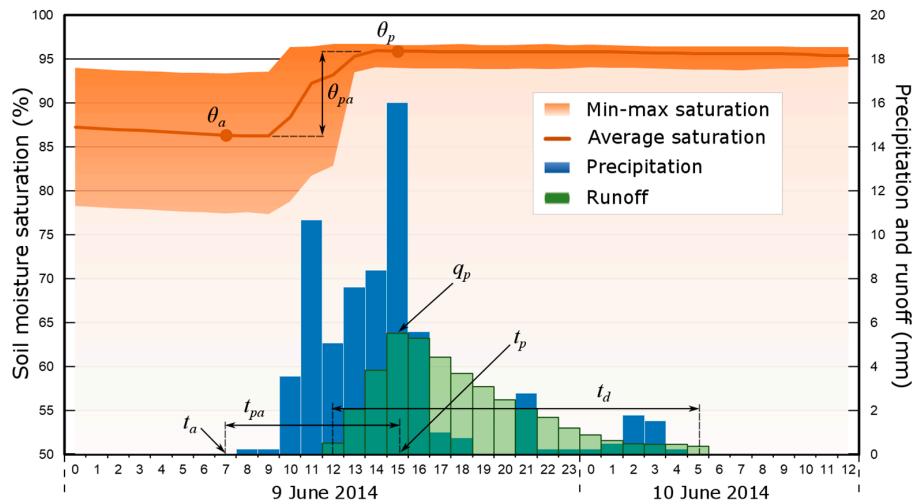 100
95
90
85
80
75
70
65
60
55
50
Soil moisture saturation (%)
20
18
16
14
12
10
8
6
4
2
0
Precipitation and runoff (mm)
θp
θa
θpa
Min-max saturation
Average saturation
Precipitation
Runoff
qp
tp
tpa
td
ta
0 1 2 3 4 5 6 7 8 9 10 11 12 13 14 15 16 17 18 19 20 21 22 23 0 1 2 3 4 5 6 7 8 9 10 11 12
9 June 2014
10 June 2014